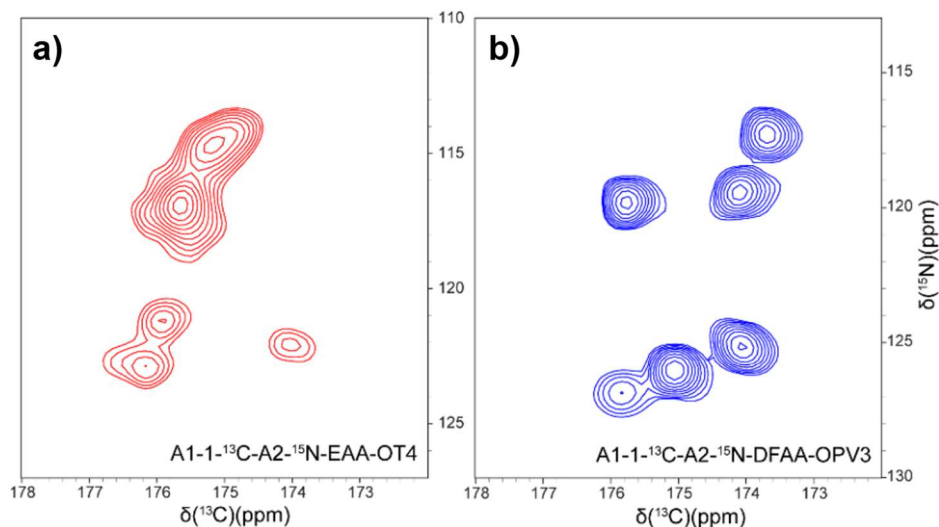 a)
110
115
120
125
A1-1-¹³C-A2-¹⁵N-EAA-OT4
178
177
176
175
174
173
δ(¹³C)(ppm)
b)
115
120
125
130
δ(¹⁵N)(ppm)
A1-1-¹³C-A2-¹⁵N-DFAA-OPV3
178
177
176
175
174
173
δ(¹³C)(ppm)